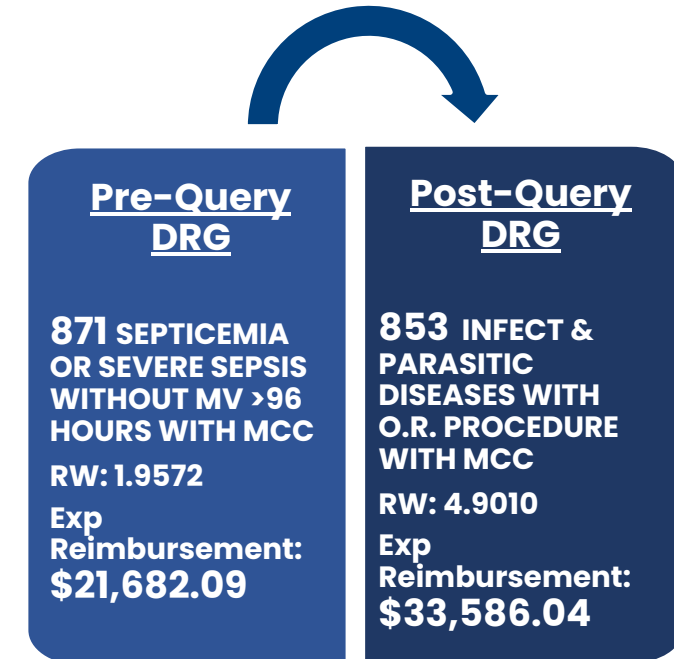 Pre-Query
DRG
871 SEPTICEMIA
OR SEVERE SEPSIS
WITHOUT MV >96
HOURS WITH MCC
RW: 1.9572
Exp
Reimbursement:
$21,682.09
Post-Query
DRG
853 INFECT &
PARASITIC
DISEASES WITH
O.R. PROCEDURE
WITH MCC
RW: 4.9010
Exp
Reimbursement:
$33,586.04